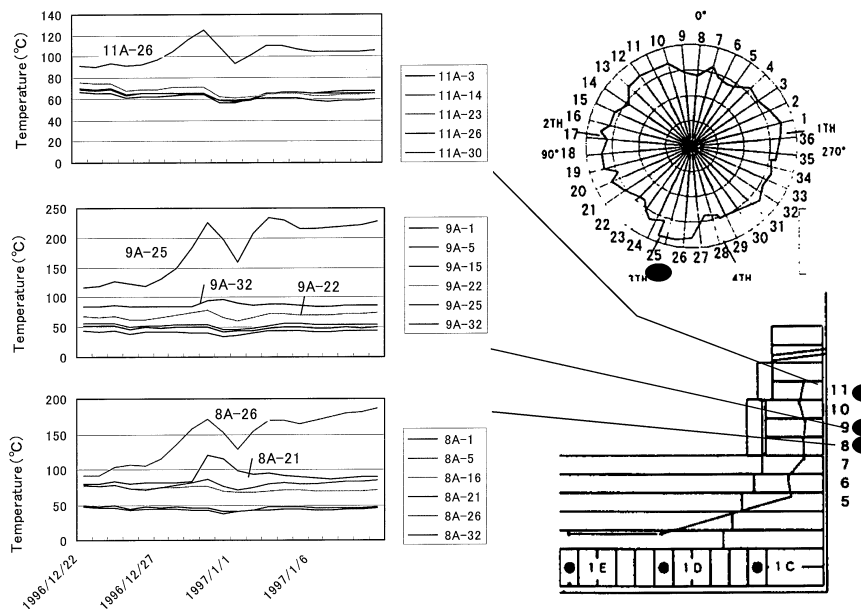 Temperature(℃)
140
120
100
80
60
40
20
0
11A-26
11A-3
11A-14
11A-23
11A-26
11A-30
Temperature(℃)
250
200
150
100
50
0
9A-25
9A-32
9A-22
9A-1
9A-5
9A-15
9A-22
9A-25
9A-32
Temperature(℃)
200
150
100
50
0
8A-26
8A-21
8A-1
8A-5
8A-16
8A-21
8A-26
8A-32
1996/12/22
1996/12/27
1997/1/1
1997/1/6
0°
9
8
7
6
5
4
3
2
1
1TH
36
270°
35
34
33
32
31
30
29
4TH
28
27
26
25
3TH
24
23
22
21
20
19
90° 18
17
2TH
16
15
14
13
12
11
10
11
10
9
8
7
6
5
1E
1D
1C